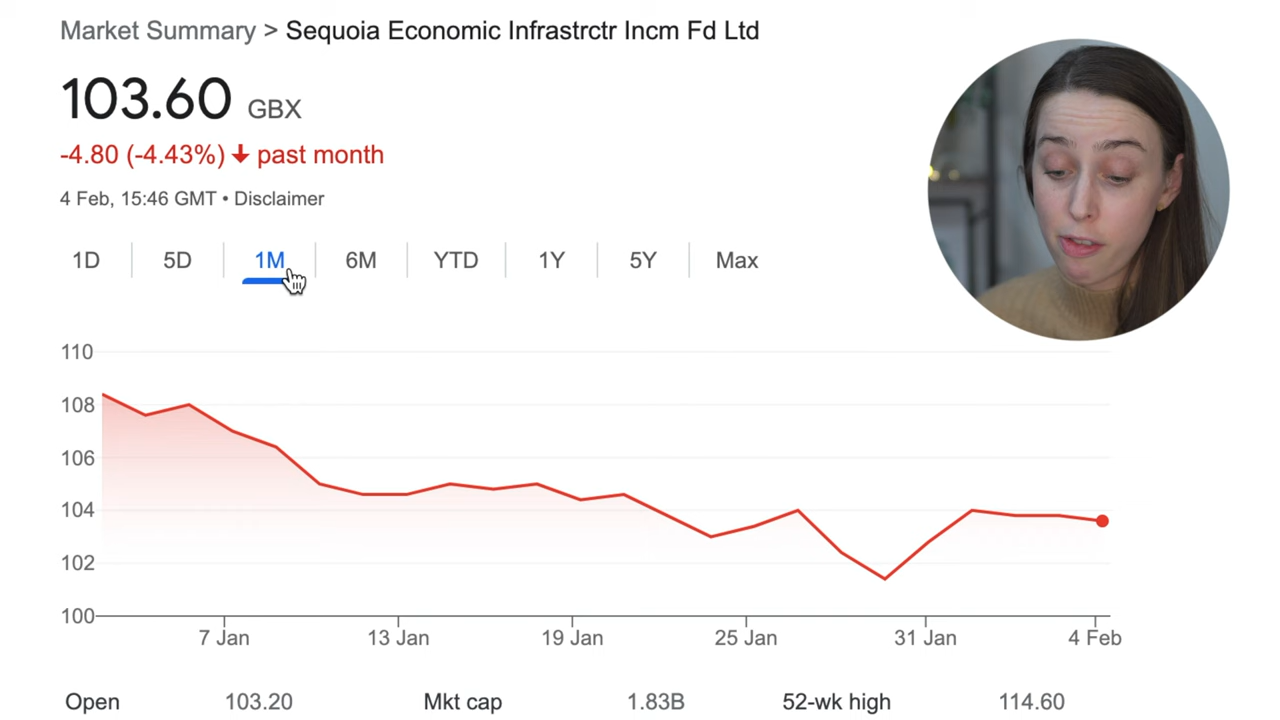 Market Summary > Sequoia Economic Infrastrctr Incm Fd Ltd
103.60 GBX
-4.80 (-4.43%) ↓ past month
4 Feb, 15:46 GMT • Disclaimer
1D 5D 1M 6M YTD 1Y 5Y Max
110
108
106
104
102
100
7 Jan 13 Jan 19 Jan 25 Jan 31 Jan 4 Feb
Open 103.20 Mkt cap 1.83B 52-wk high 114.60